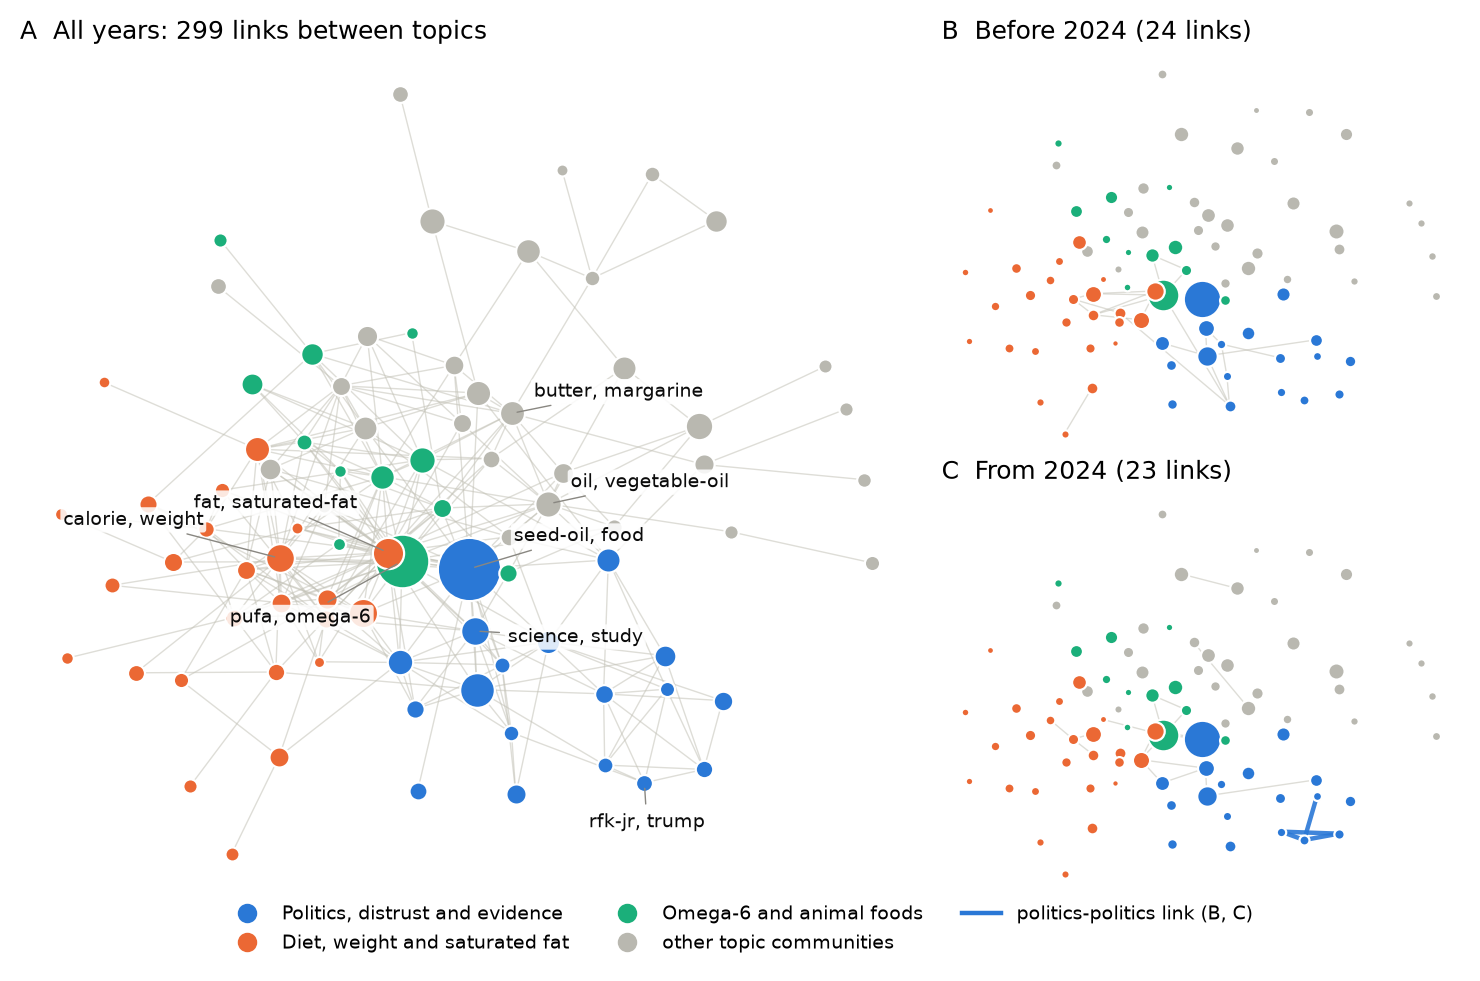 A  All years: 299 links between topics
B  Before 2024 (24 links)
butter, margarine
C  From 2024 (23 links)
oil, vegetable-oil
fat, saturated-fat
calorie, weight
seed-oil, food
pufa, omega-6
science, study
rfk-jr, trump
Politics, distrust and evidence
Omega-6 and animal foods
politics-politics link (B, C)
Diet, weight and saturated fat
other topic communities